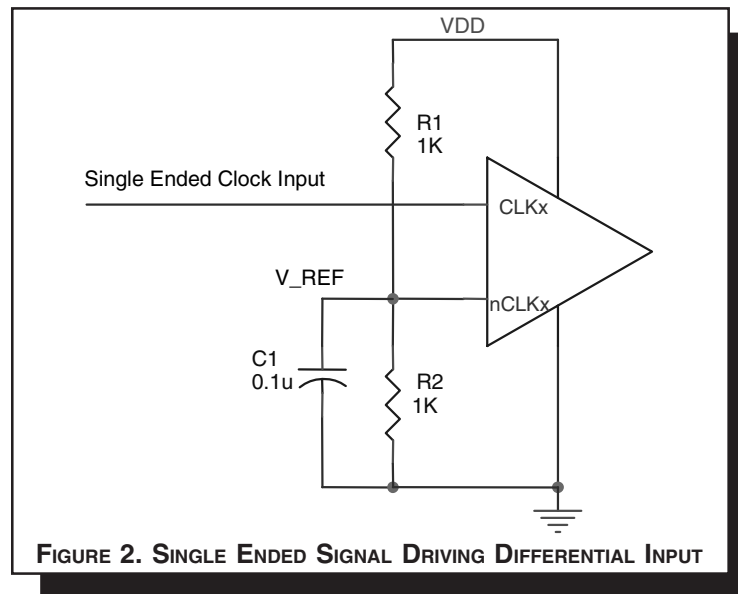 VDD
R1
1K
Single Ended Clock Input
CLKx
V_REF
nCLKx
C1
0.1u
R2
1K
FIGURE 2. SINGLE ENDED SIGNAL DRIVING DIFFERENTIAL INPUT